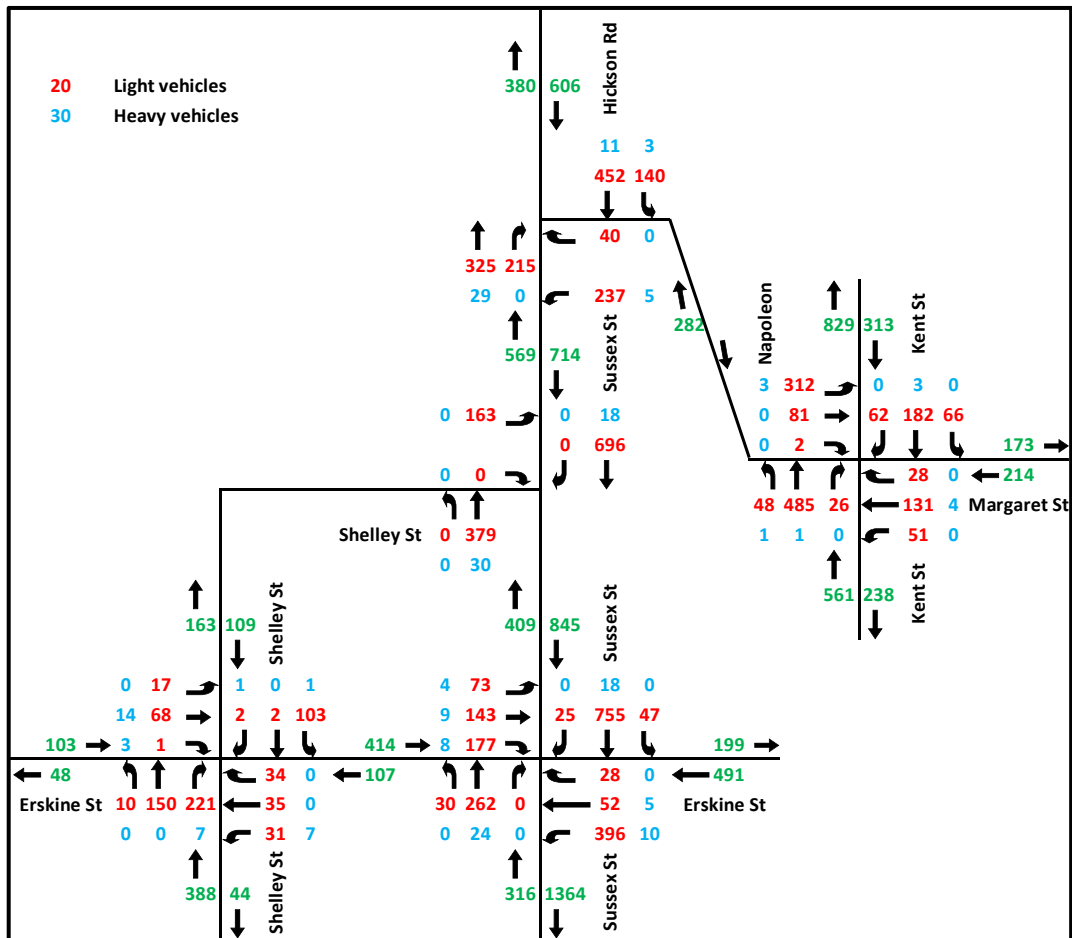 Hickson Rd
380 606
20 Light vehicles
30 Heavy vehicles
11 3
452 140
40 0
325 215
29 0 237 5
282
569 714
Sussex St
Napoleon
829 313
Kent St
3 312 0 3 0
0 163 0 18
0 81 62 182 66
0 696
0 2
173
0 0
28 0 214
48 485 26 131 4 Margaret St
Shelley St 0 379
1 1 0 51 0
0 30
561 238
Kent St
163 109
Shelley St
409 845
Sussex St
0 17 1 0 1 4 73 0 18 0
14 68 2 2 103 9 143 25 755 47
103 3 1 414 8 177 199
48 34 0 107 28 0 491
Erskine St 10 150 221 35 0 30 262 0 52 5 Erskine St
0 0 7 31 7 0 24 0 396 10
388 44
Shelley St
316 1364
Sussex St